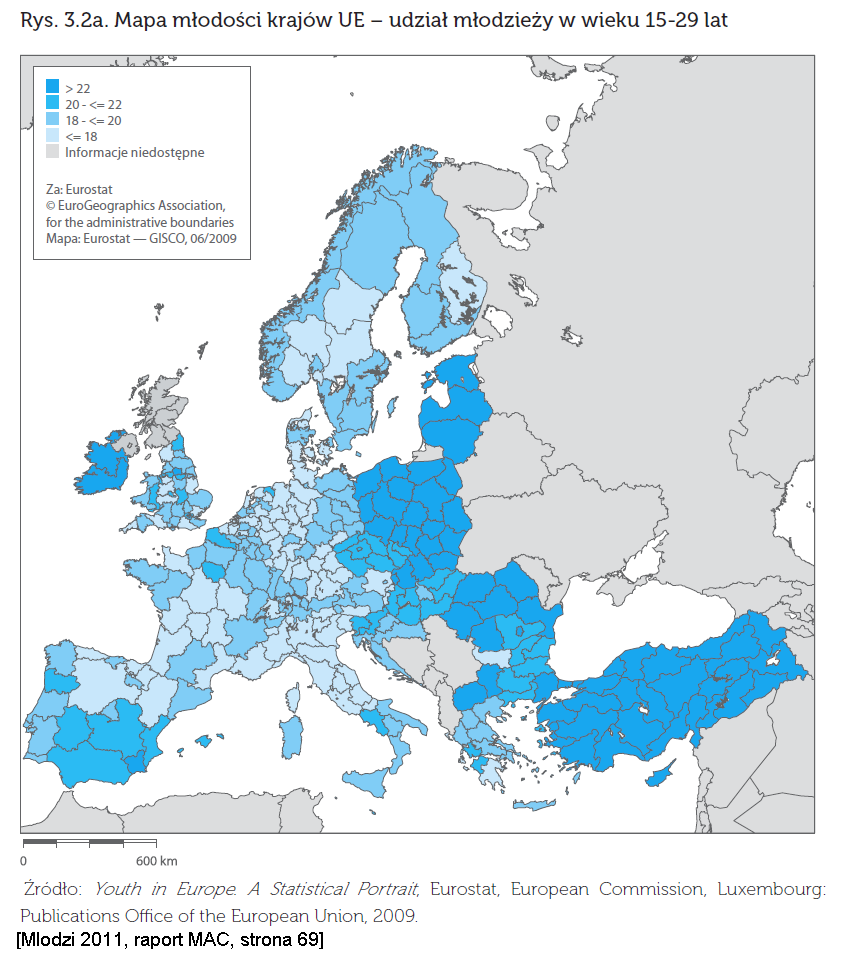 Rys. 3.2a. Mapa młodości krajów UE – udział młodzieży w wieku 15-29 lat
> 22
20 - <= 22
18 - <= 20
<= 18
Informacje niedostępne
Za: Eurostat
© EuroGeographics Association,
for the administrative boundaries
Mapa: Eurostat — GISCO, 06/2009
0 600 km
Źródło: Youth in Europe. A Statistical Portrait, Eurostat, European Commission, Luxembourg:
Publications Office of the European Union, 2009.
[Mlodzi 2011, raport MAC, strona 69]